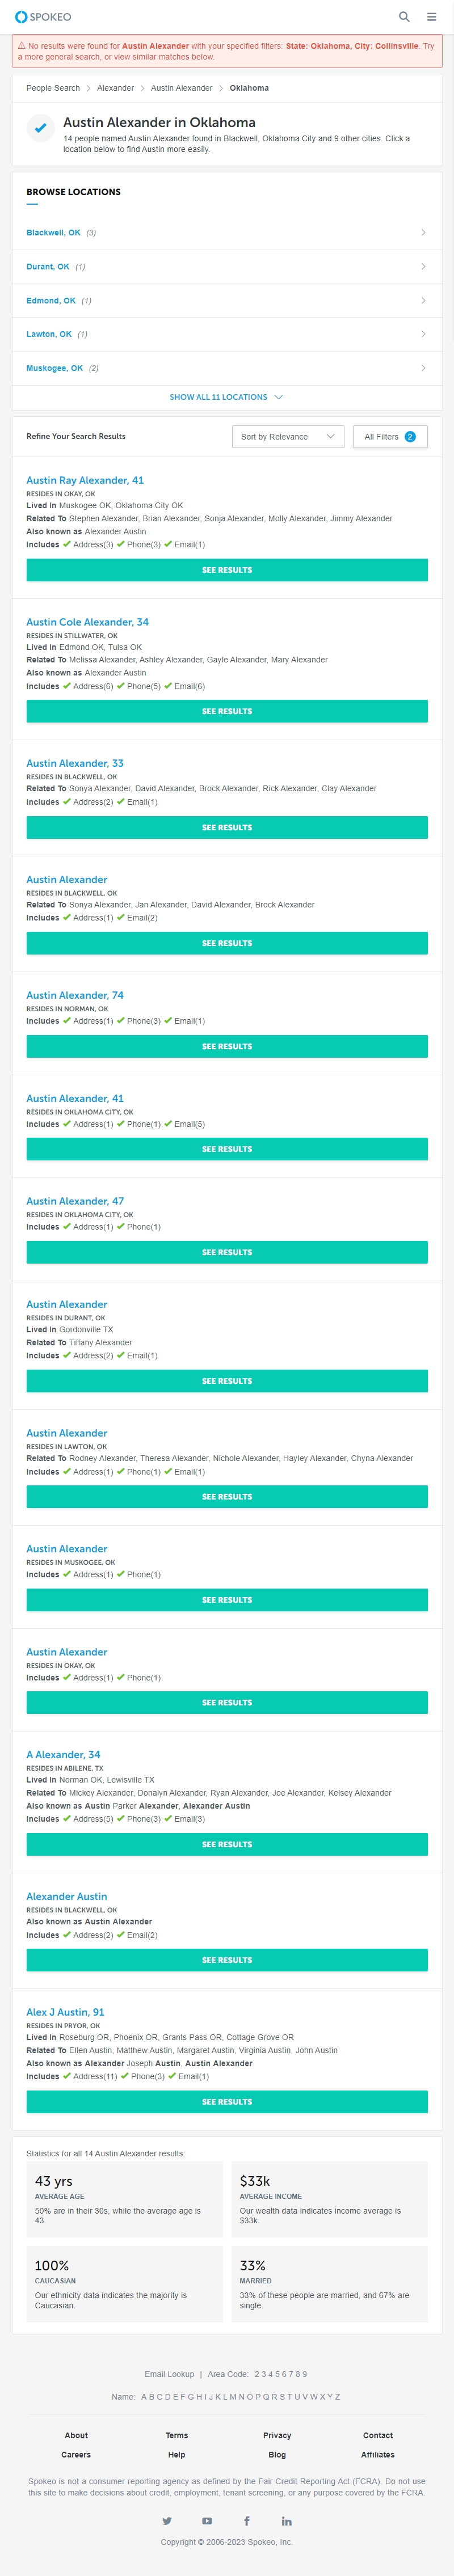 SPOKEO
No results were found for Austin Alexander with your specified filters: State: Oklahoma, City: Collinsville. Try
a more general search, or view similar matches below.
People Search > Alexander > Austin Alexander > Oklahoma
Austin Alexander in Oklahoma
14 people named Austin Alexander found in Blackwell, Oklahoma City and 9 other cities. Click a
location below to find Austin more easily.
BROWSE LOCATIONS
Blackwell, OK (3)
Durant, OK (1)
Edmond, OK (1)
Lawton, OK (1)
Muskogee, OK (2)
SHOW ALL 11 LOCATIONS
Refine Your Search Results
Sort by Relevance
All Filters 2
Austin Ray Alexander, 41
RESIDES IN OKAY, OK
Lived In Muskogee OK, Oklahoma City OK
Related To Stephen Alexander, Brian Alexander, Sonja Alexander, Molly Alexander, Jimmy Alexander
Also known as Alexander Austin
Includes Address(3) Phone(3) Email(1)
SEE RESULTS
Austin Cole Alexander, 34
RESIDES IN STILLWATER, OK
Lived In Edmond OK, Tulsa OK
Related To Melissa Alexander, Ashley Alexander, Gayle Alexander, Mary Alexander
Also known as Alexander Austin
Includes Address(6) Phone(5) Email(6)
SEE RESULTS
Austin Alexander, 33
RESIDES IN BLACKWELL, OK
Related To Sonya Alexander, David Alexander, Brock Alexander, Rick Alexander, Clay Alexander
Includes Address(2) Email(1)
SEE RESULTS
Austin Alexander
RESIDES IN BLACKWELL, OK
Related To Sonya Alexander, Jan Alexander, David Alexander, Brock Alexander
Includes Address(1) Email(2)
SEE RESULTS
Austin Alexander, 74
RESIDES IN NORMAN, OK
Includes Address(1) Phone(3) Email(1)
SEE RESULTS
Austin Alexander, 41
RESIDES IN OKLAHOMA CITY, OK
Includes Address(1) Phone(1) Email(5)
SEE RESULTS
Austin Alexander, 47
RESIDES IN OKLAHOMA CITY, OK
Includes Address(1) Phone(1)
SEE RESULTS
Austin Alexander
RESIDES IN DURANT, OK
Lived In Gordonville TX
Related To Tiffany Alexander
Includes Address(2) Email(1)
SEE RESULTS
Austin Alexander
RESIDES IN LAWTON, OK
Related To Rodney Alexander, Theresa Alexander, Nichole Alexander, Hayley Alexander, Chyna Alexander
Includes Address(1) Phone(1) Email(1)
SEE RESULTS
Austin Alexander
RESIDES IN MUSKOGEE, OK
Includes Address(1) Phone(1)
SEE RESULTS
Austin Alexander
RESIDES IN OKAY, OK
Includes Address(1) Phone(1)
SEE RESULTS
A Alexander, 34
RESIDES IN ABILENE, TX
Lived In Norman OK, Lewisville TX
Related To Mickey Alexander, Donalyn Alexander, Ryan Alexander, Joe Alexander, Kelsey Alexander
Also known as Austin Parker Alexander, Alexander Austin
Includes Address(5) Phone(3) Email(3)
SEE RESULTS
Alexander Austin
RESIDES IN BLACKWELL, OK
Also known as Austin Alexander
Includes Address(2) Email(2)
SEE RESULTS
Alex J Austin, 91
RESIDES IN PRYOR, OK
Lived In Roseburg OR, Phoenix OR, Grants Pass OR, Cottage Grove OR
Related To Ellen Austin, Matthew Austin, Margaret Austin, Virginia Austin, John Austin
Also known as Alexander Joseph Austin, Austin Alexander
Includes Address(11) Phone(3) Email(1)
SEE RESULTS
Statistics for all 14 Austin Alexander results:
43 yrs
AVERAGE AGE
50% are in their 30s, while the average age is
43.
$33k
AVERAGE INCOME
Our wealth data indicates income average is
$33k.
100%
CAUCASIAN
Our ethnicity data indicates the majority is
Caucasian.
33%
MARRIED
33% of these people are married, and 67% are
single.
Email Lookup | Area Code: 2 3 4 5 6 7 8 9
Name: A B C D E F G H I J K L M N O P Q R S T U V W X Y Z
About Terms Privacy Contact
Careers Help Blog Affiliates
Spokeo is not a consumer reporting agency as defined by the Fair Credit Reporting Act (FCRA). Do not use
this site to make decisions about credit, employment, tenant screening, or any purpose covered by the FCRA.
Copyright © 2006-2023 Spokeo, Inc.